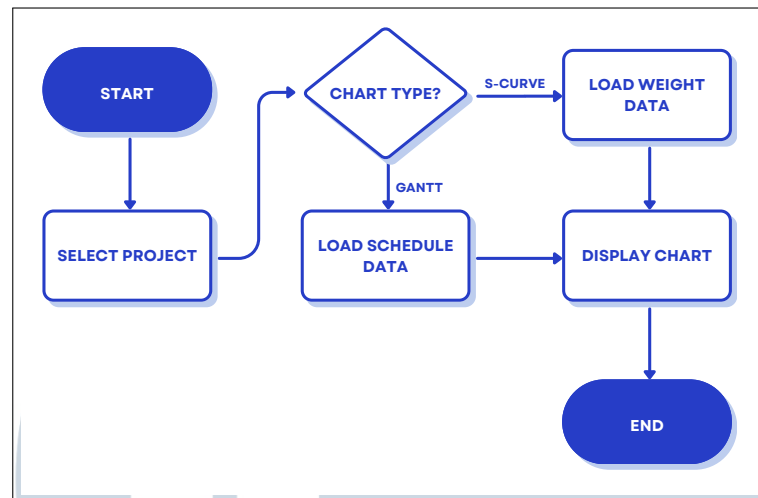 START
SELECT PROJECT
CHART TYPE?
S-CURVE
LOAD WEIGHT
DATA
GANTT
LOAD SCHEDULE
DATA
DISPLAY CHART
END